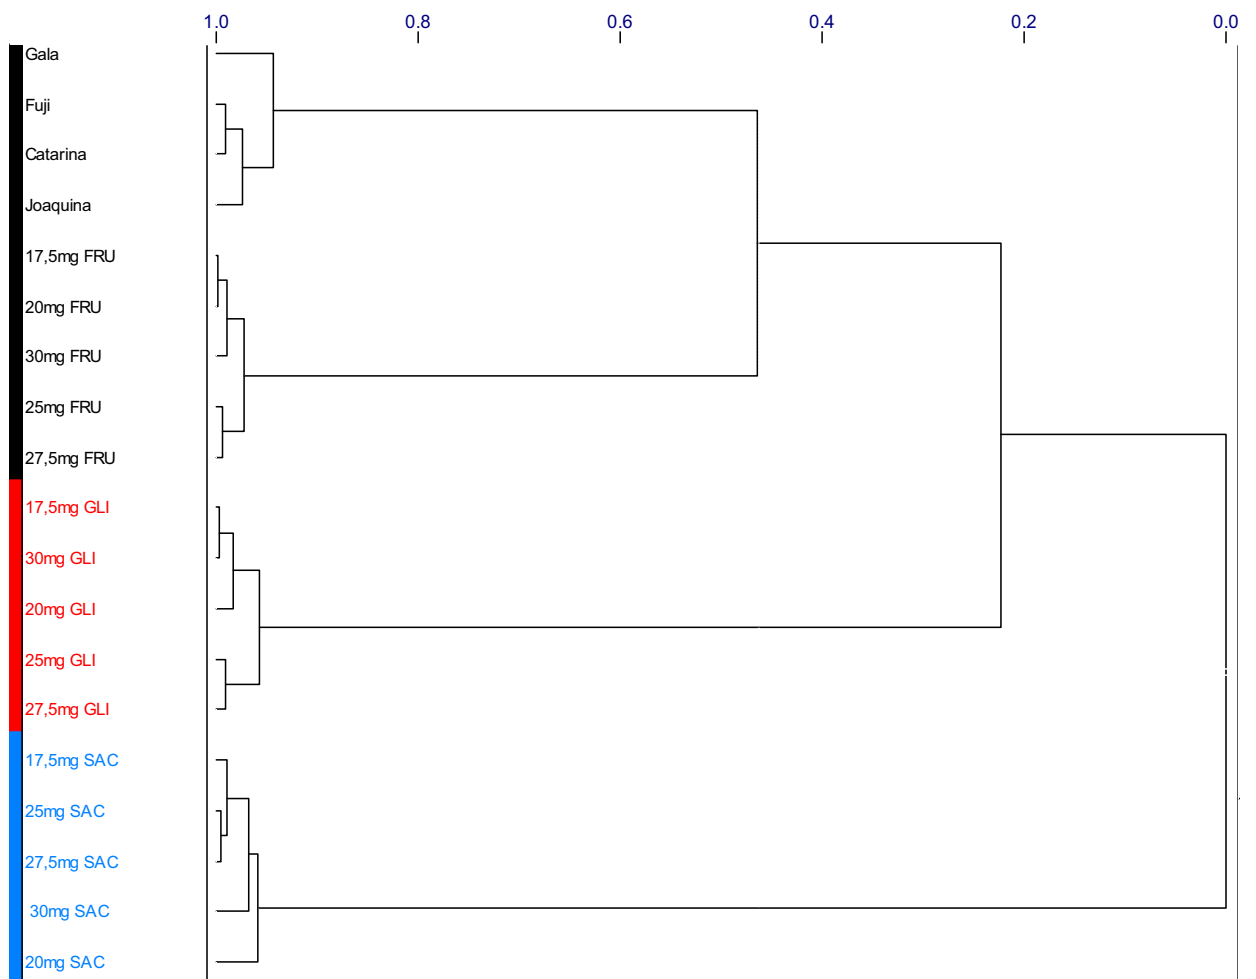 1.0 0.8 0.6 0.4 0.2 0.0
Gala
Fuji
Catarina
Joaquina
17,5mg FRU
20mg FRU
30mg FRU
25mg FRU
27,5mg FRU
17,5mg GLI
30mg GLI
20mg GLI
25mg GLI
27,5mg GLI
17,5mg SAC
25mg SAC
27,5mg SAC
30mg SAC
20mg SAC